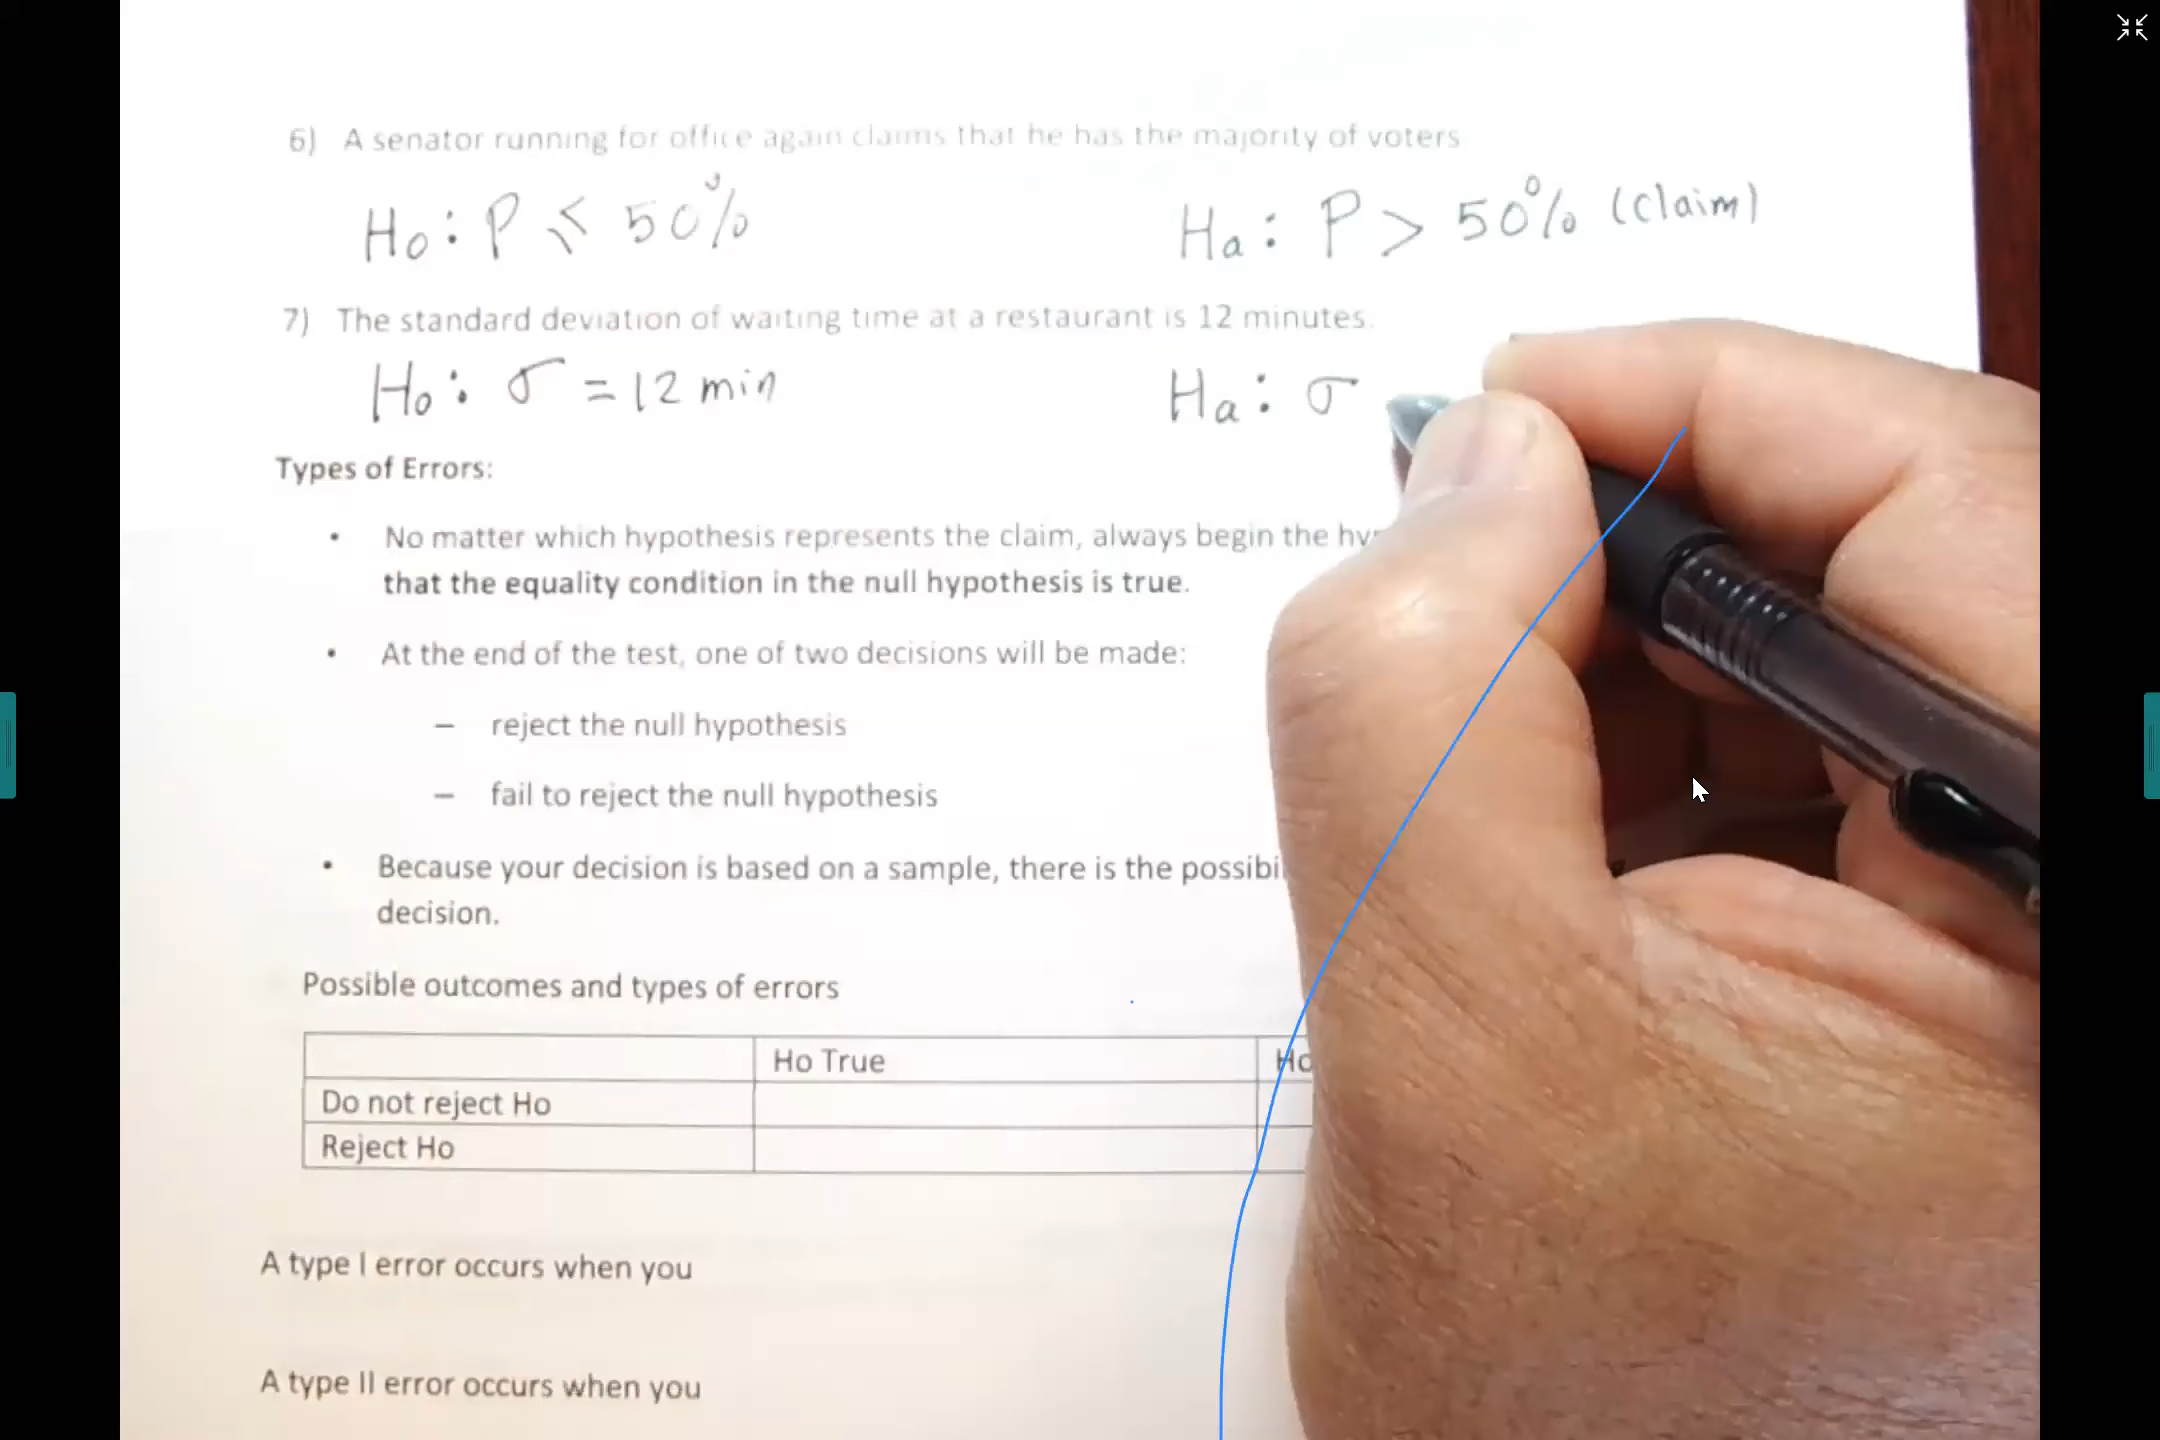 6) A senator running for office again claims that he has the majority of voters
Ho: P ≤ 50% Ha: P > 50% (claim)
7) The standard deviation of waiting time at a restaurant is 12 minutes.
Ho: σ = 12 min Ha: σ
Types of Errors:
• No matter which hypothesis represents the claim, always begin the hy
that the equality condition in the null hypothesis is true.
• At the end of the test, one of two decisions will be made:
– reject the null hypothesis
– fail to reject the null hypothesis
• Because your decision is based on a sample, there is the possibi
decision.
Possible outcomes and types of errors
Ho True Ho
Do not reject Ho
Reject Ho
A type I error occurs when you
A type II error occurs when you